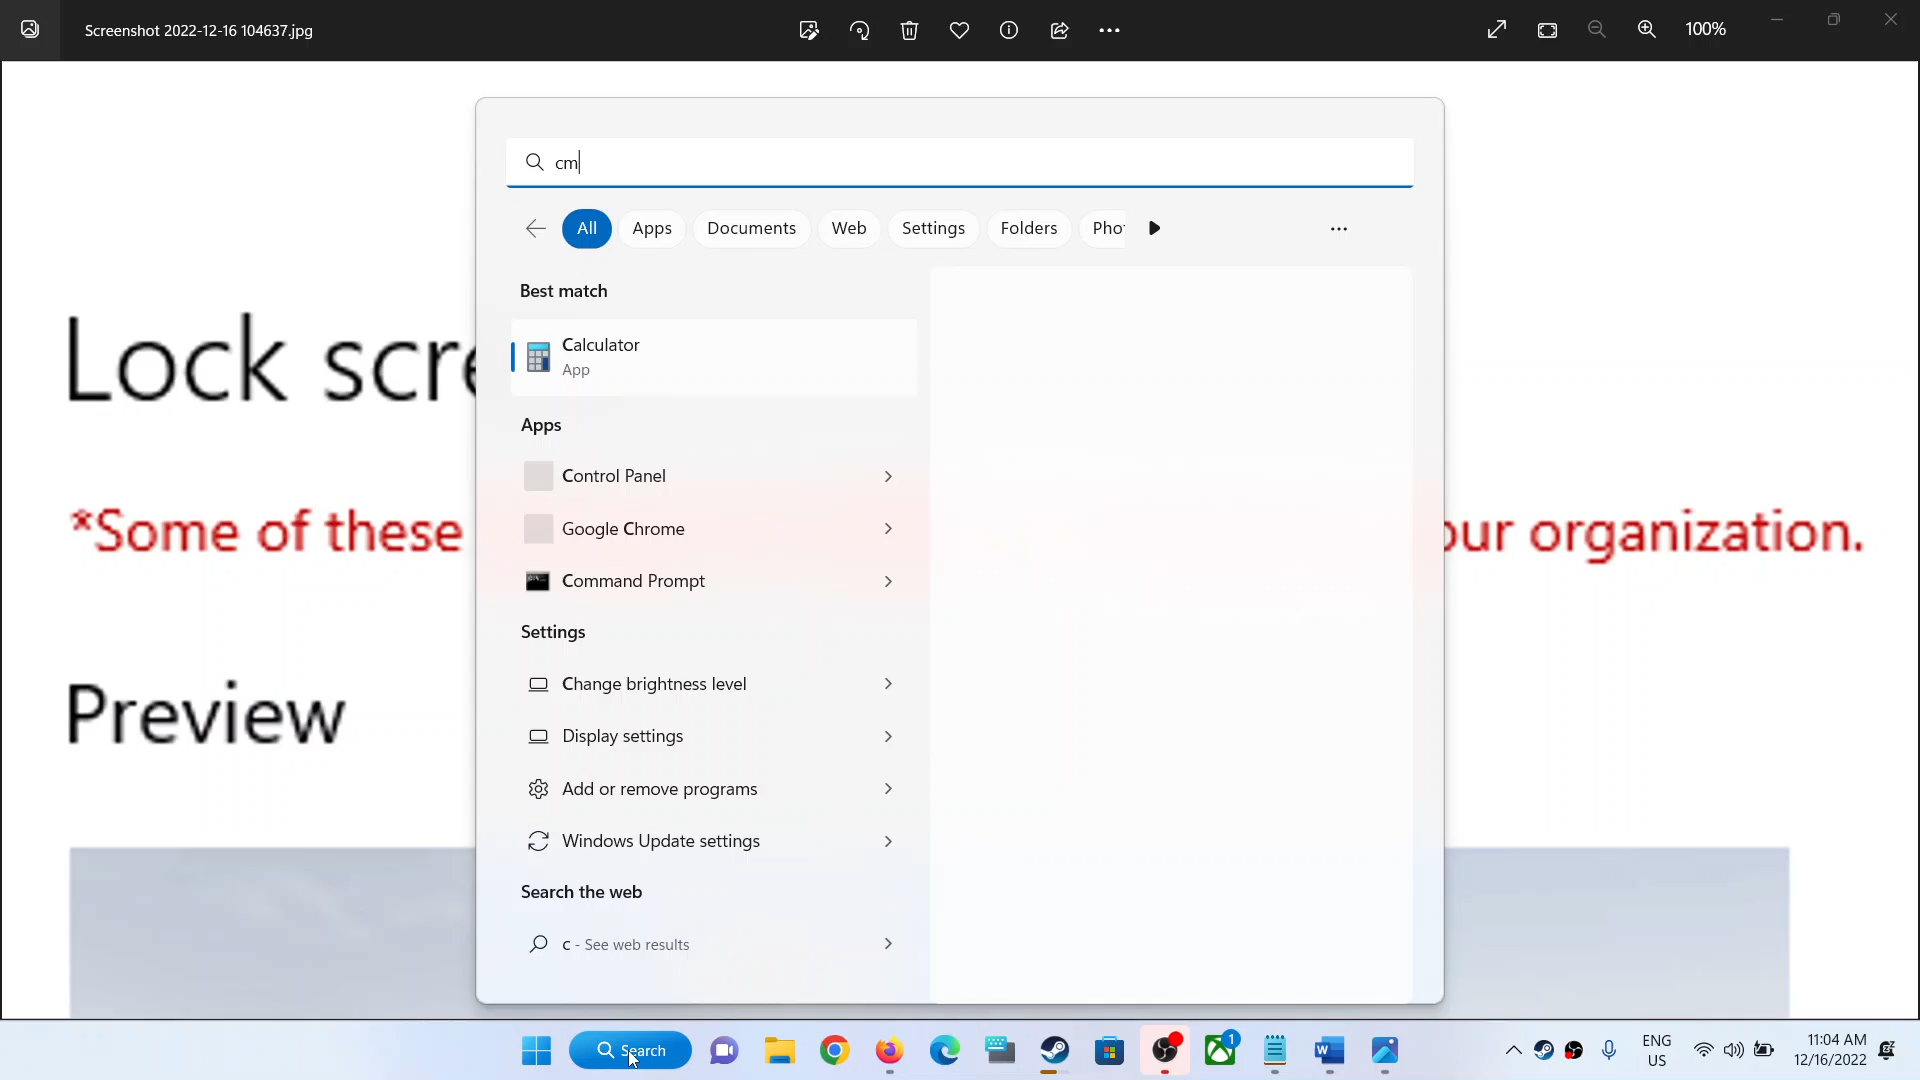 Screenshot 2022-12-16 104637.jpg
100%
cm
All
Apps
Documents
Web
Settings
Folders
Pho
Best match
Calculator
App
Apps
Control Panel
Google Chrome
Command Prompt
Settings
Change brightness level
Display settings
Add or remove programs
Windows Update settings
Search the web
c - See web results
Lock scre
*Some of these
our organization.
Preview
Search
1
ENG
US
11:04 AM
12/16/2022